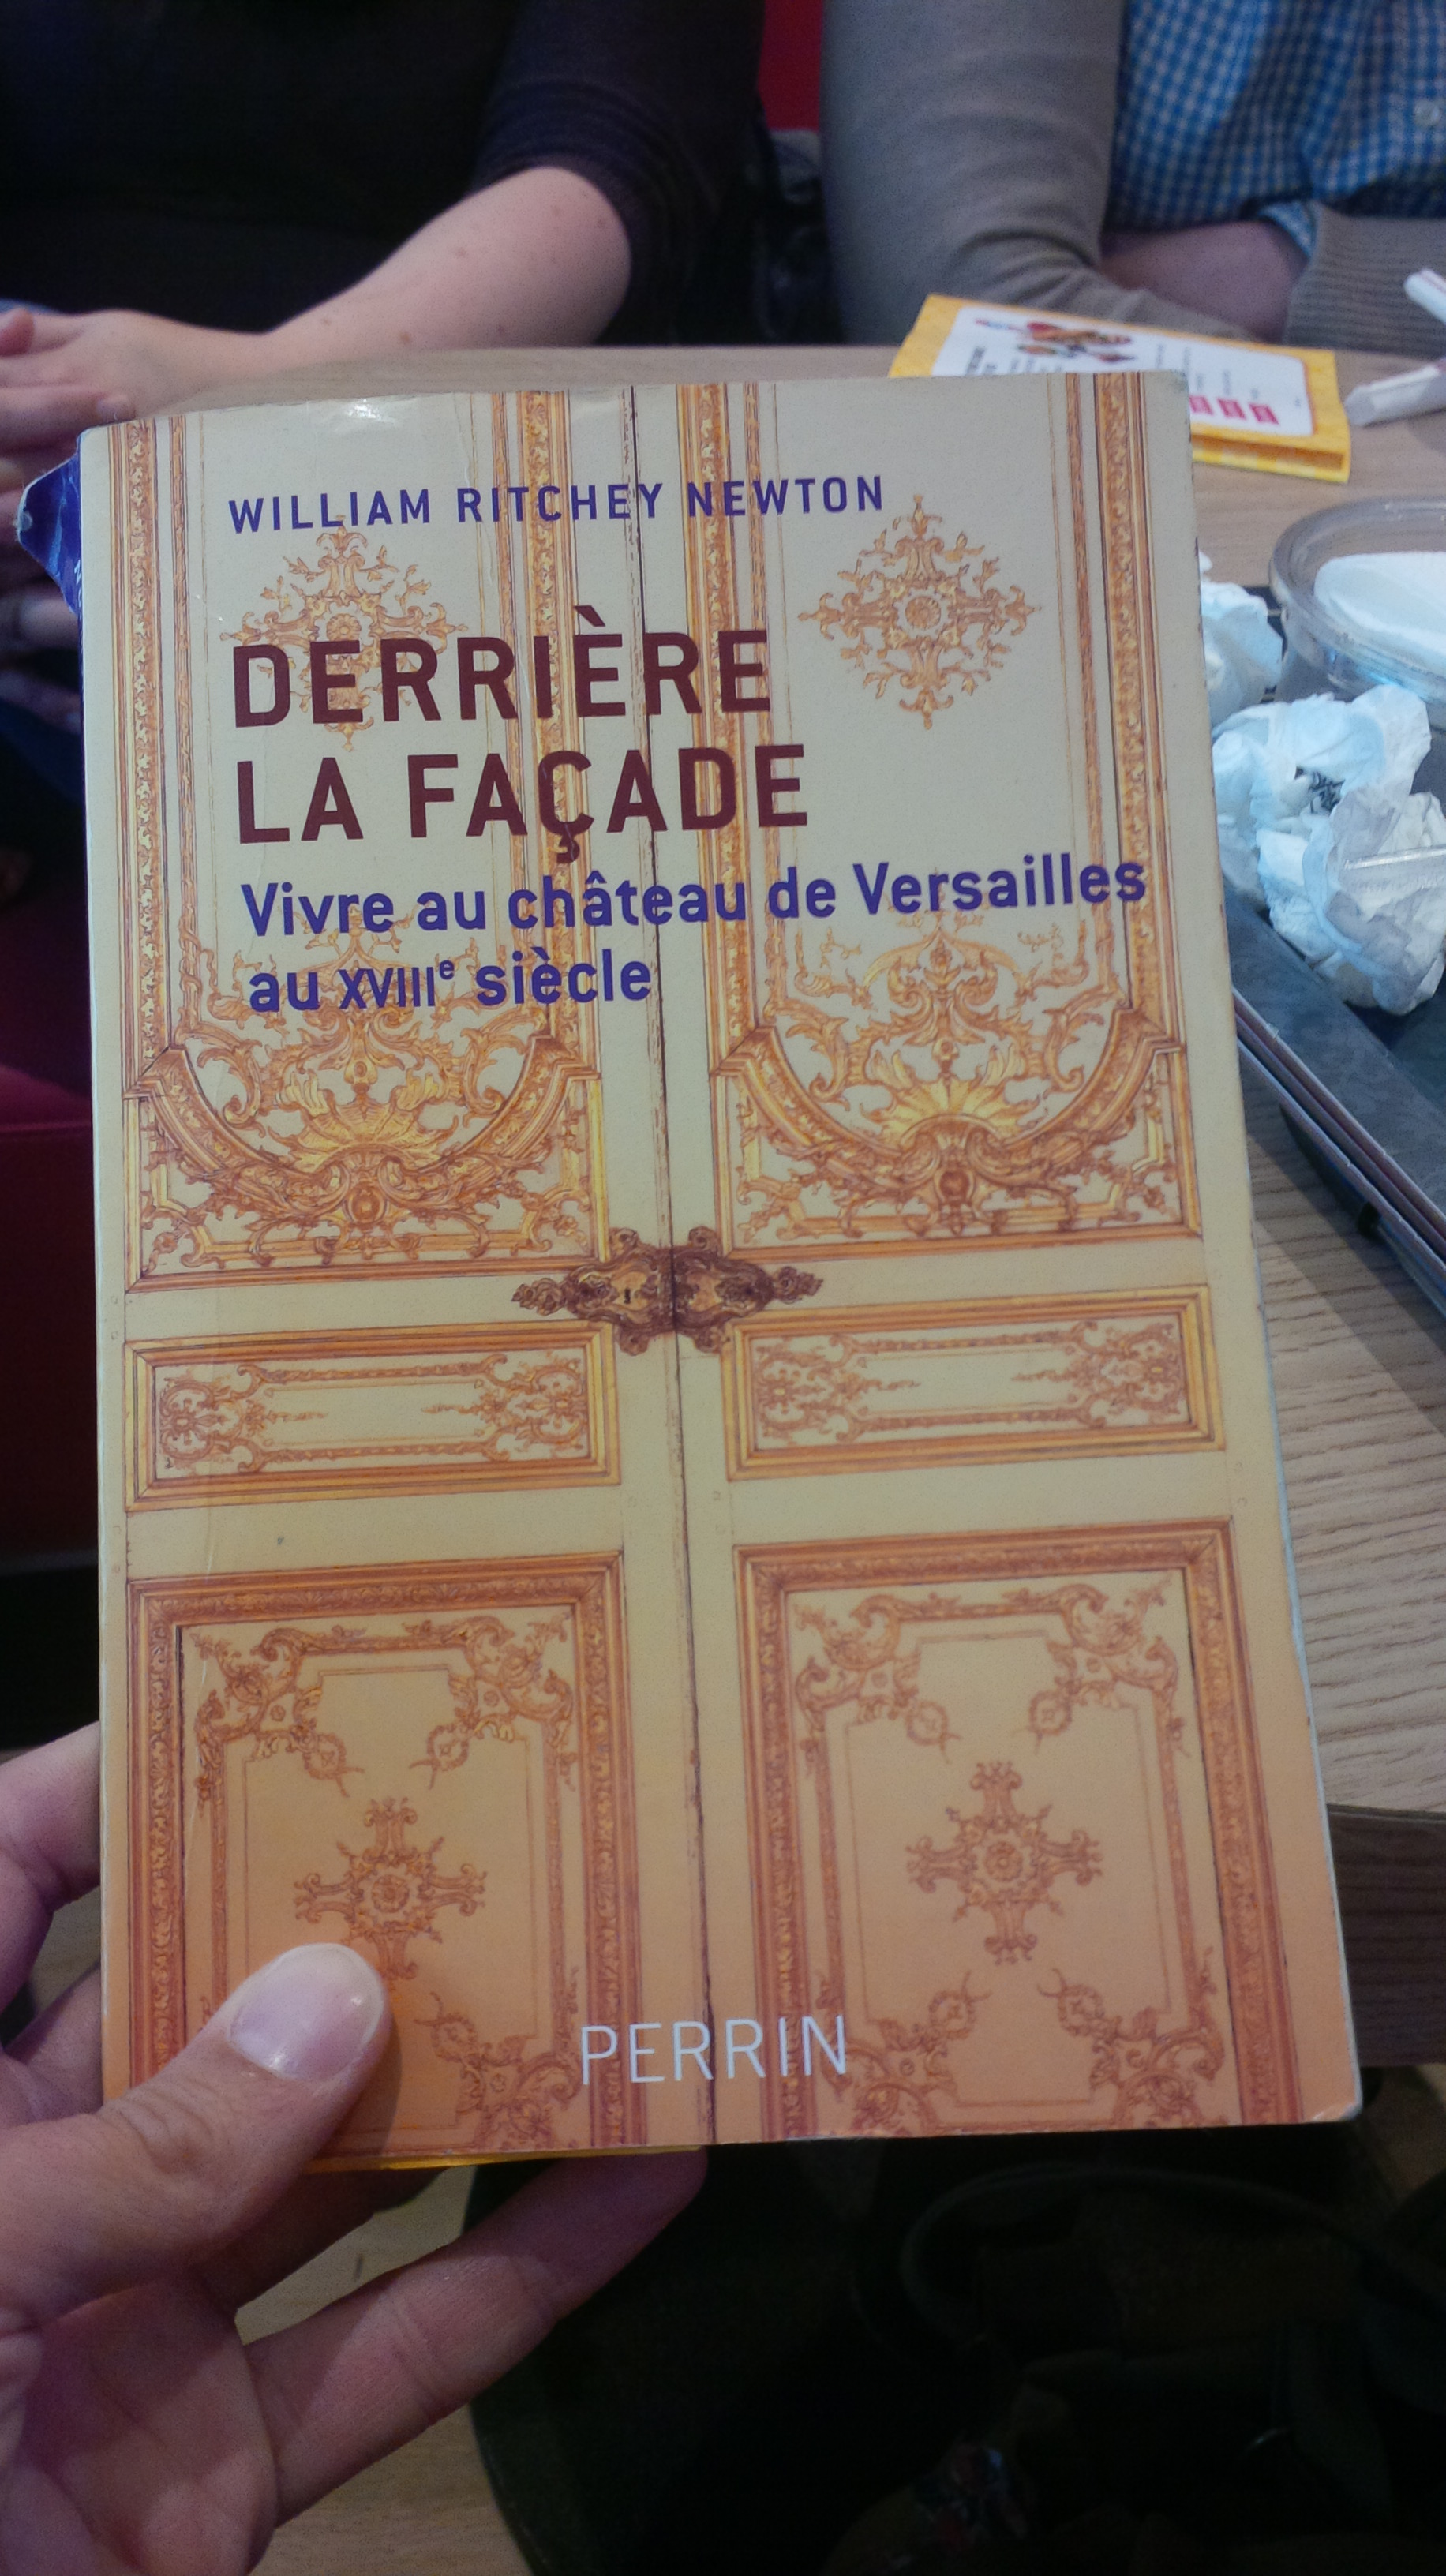 WILLIAM RITCHEY NEWTON
DERRIÈRE
LA FAÇADE
Vivre au château de Versailles
au XVIIIᵉ siècle
PERRIN